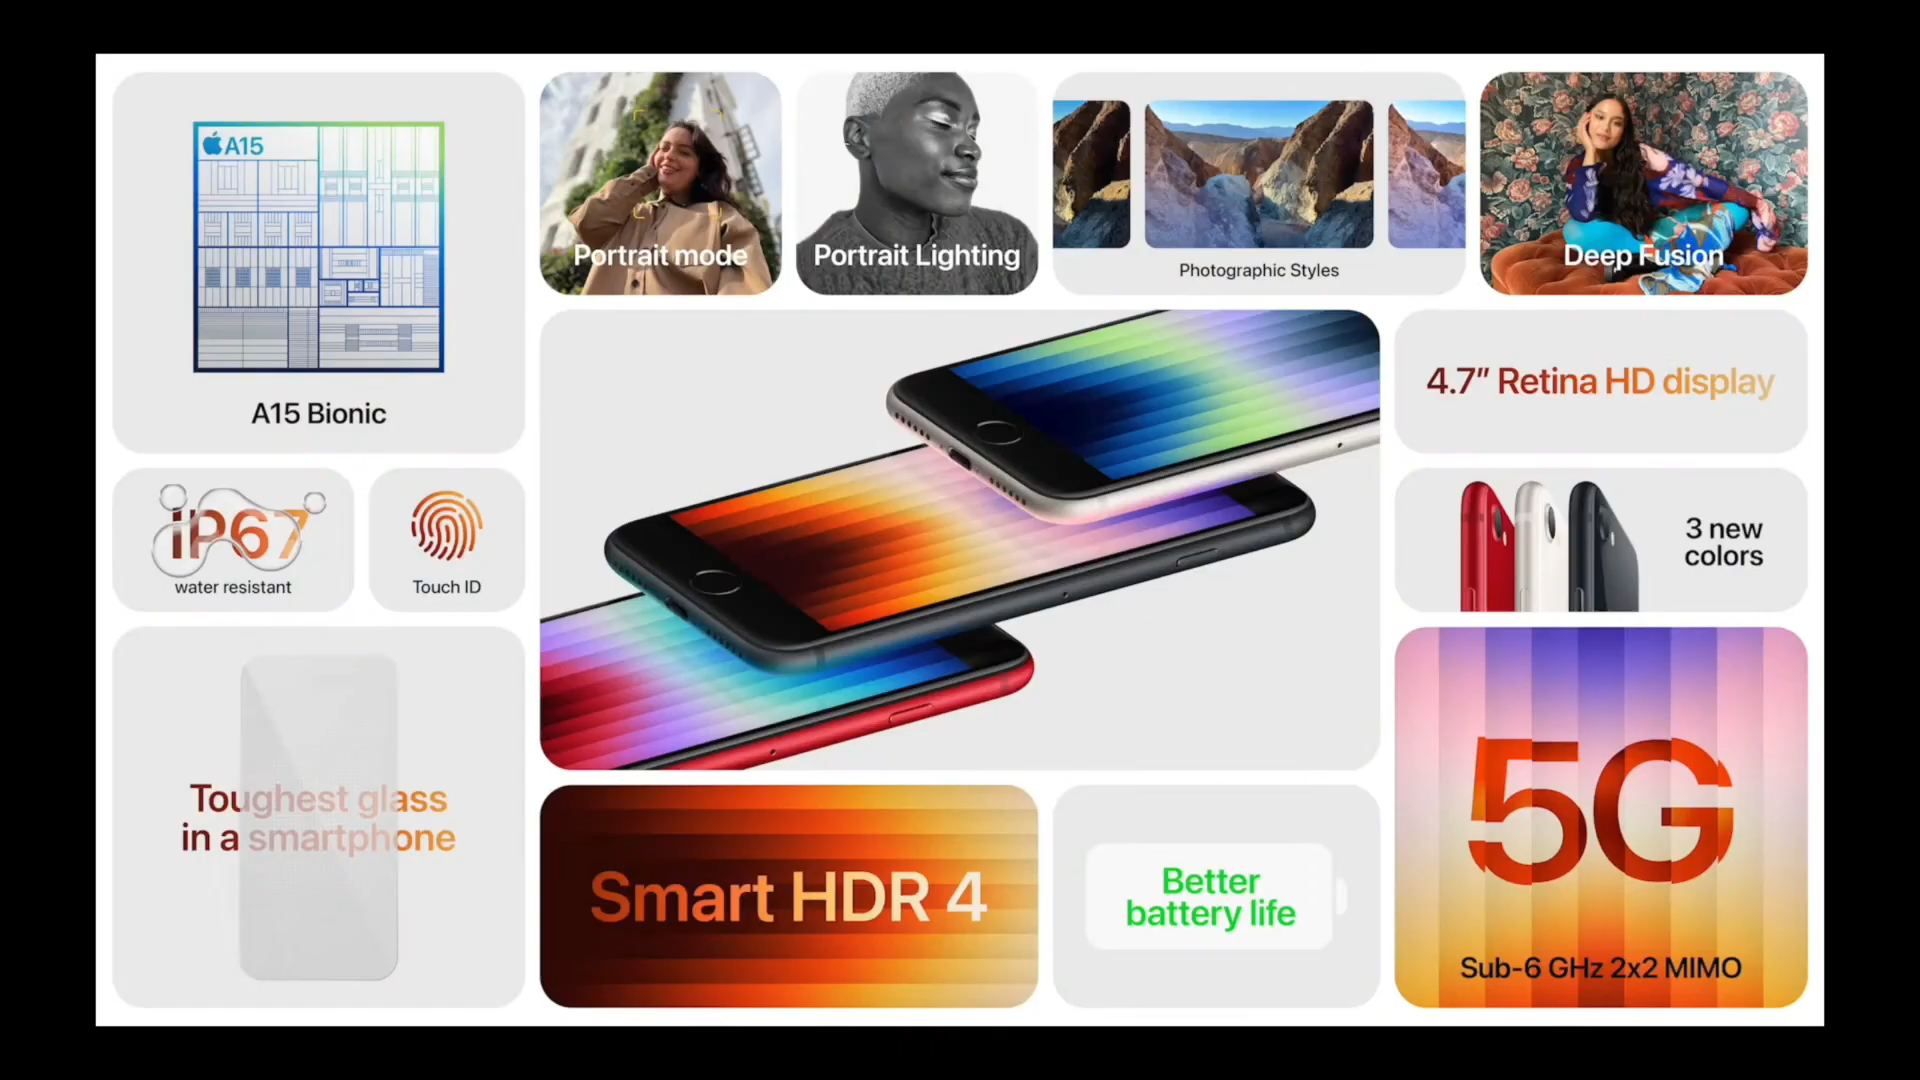 A15
A15 Bionic
Portrait mode
Portrait Lighting
Photographic Styles
Deep Fusion
4.7" Retina HD display
IP67
water resistant
Touch ID
3 new
colors
Toughest glass
in a smartphone
Smart HDR 4
Better
battery life
5G
Sub-6 GHz 2x2 MIMO